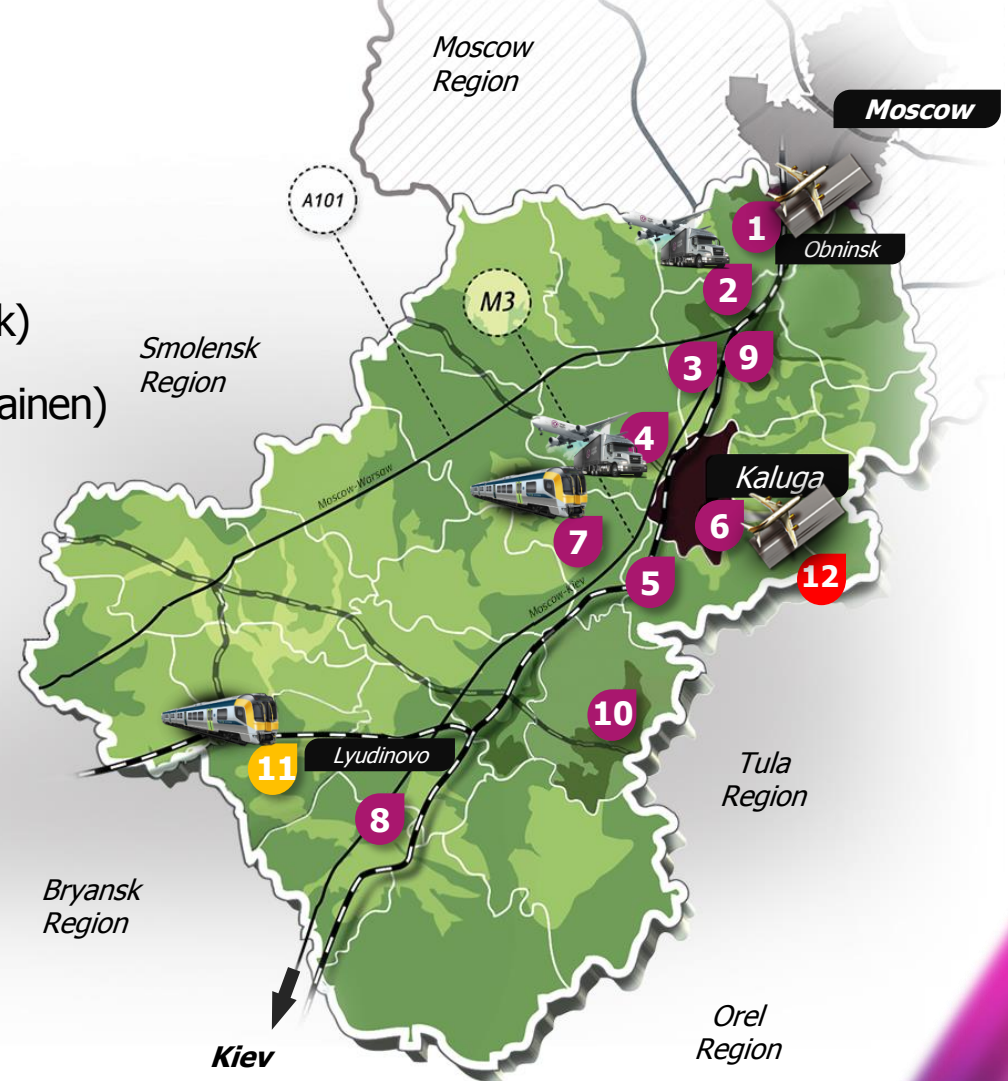 Moscow
Region
Moscow
A101
1
Obninsk
2
k)
M3
Smolensk
Region
3
9
ainen)
4
Moscow-Warsaw
Kaluga
6
7
12
5
Moscow-Kiev
10
11
Lyudinovo
Tula
Region
8
Bryansk
Region
Orel
Region
Kiev